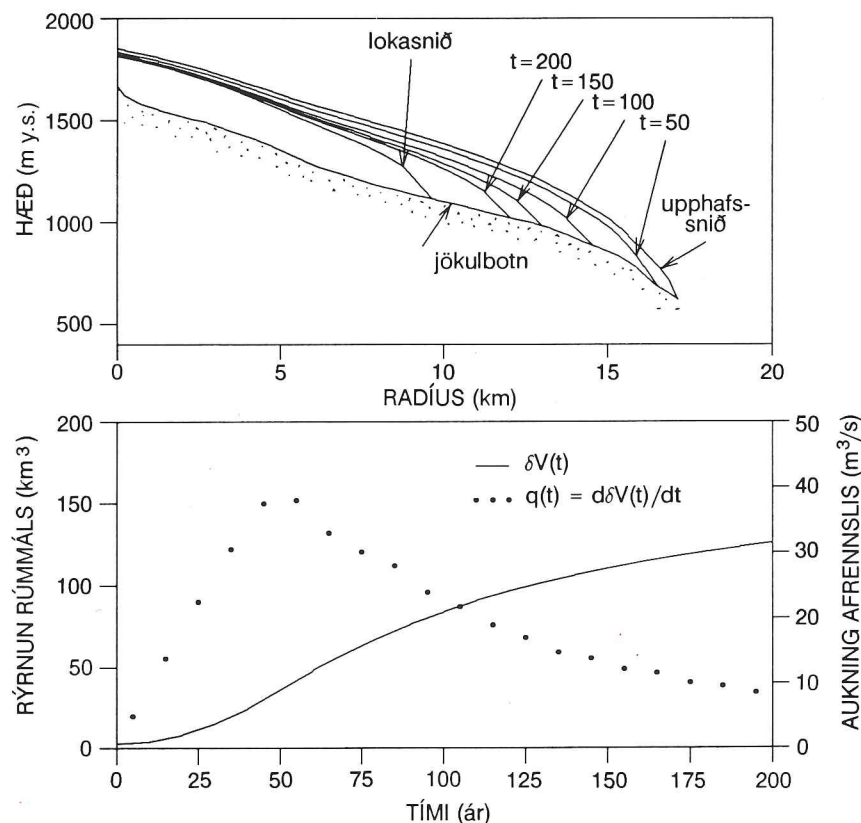 2000
1500
1000
500
HÆÐ (m y.s.)
lokasnið
t=200
t=150
t=100
t=50
upphafs-
snið
jökulbotn
0
5
10
15
20
RADÍUS (km)
200
150
100
50
0
RÝRNUN RÚMMÁLS (km³)
δV(t)
q(t) = dδV(t)/dt
50
40
30
20
10
0
AUKNING AFRENNSLIS (m³/s)
0
25
50
75
100
125
150
175
200
TÍMI (ár)